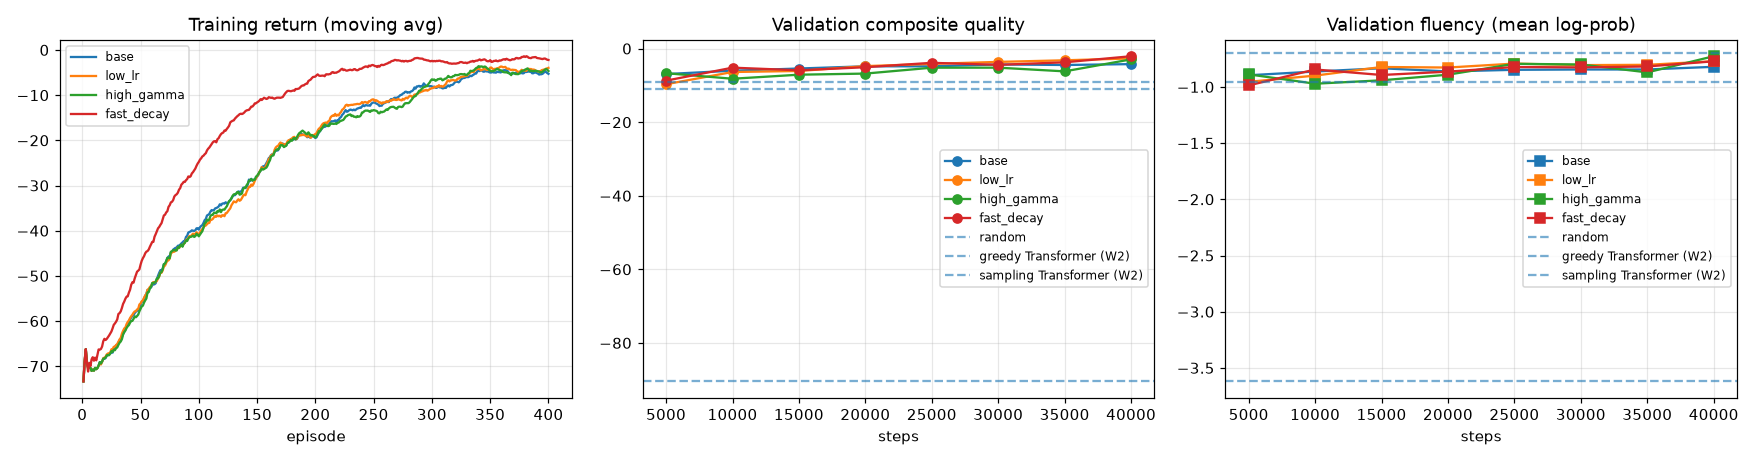 Training return (moving avg)
0
−10
−20
−30
−40
−50
−60
−70
base
low_lr
high_gamma
fast_decay
0
50
100
150
200
250
300
350
400
episode
Validation composite quality
0
−20
−40
−60
−80
base
low_lr
high_gamma
fast_decay
random
greedy Transformer (W2)
sampling Transformer (W2)
5000
10000
15000
20000
25000
30000
35000
40000
steps
Validation fluency (mean log-prob)
−1.0
−1.5
−2.0
−2.5
−3.0
−3.5
base
low_lr
high_gamma
fast_decay
random
greedy Transformer (W2)
sampling Transformer (W2)
5000
10000
15000
20000
25000
30000
35000
40000
steps